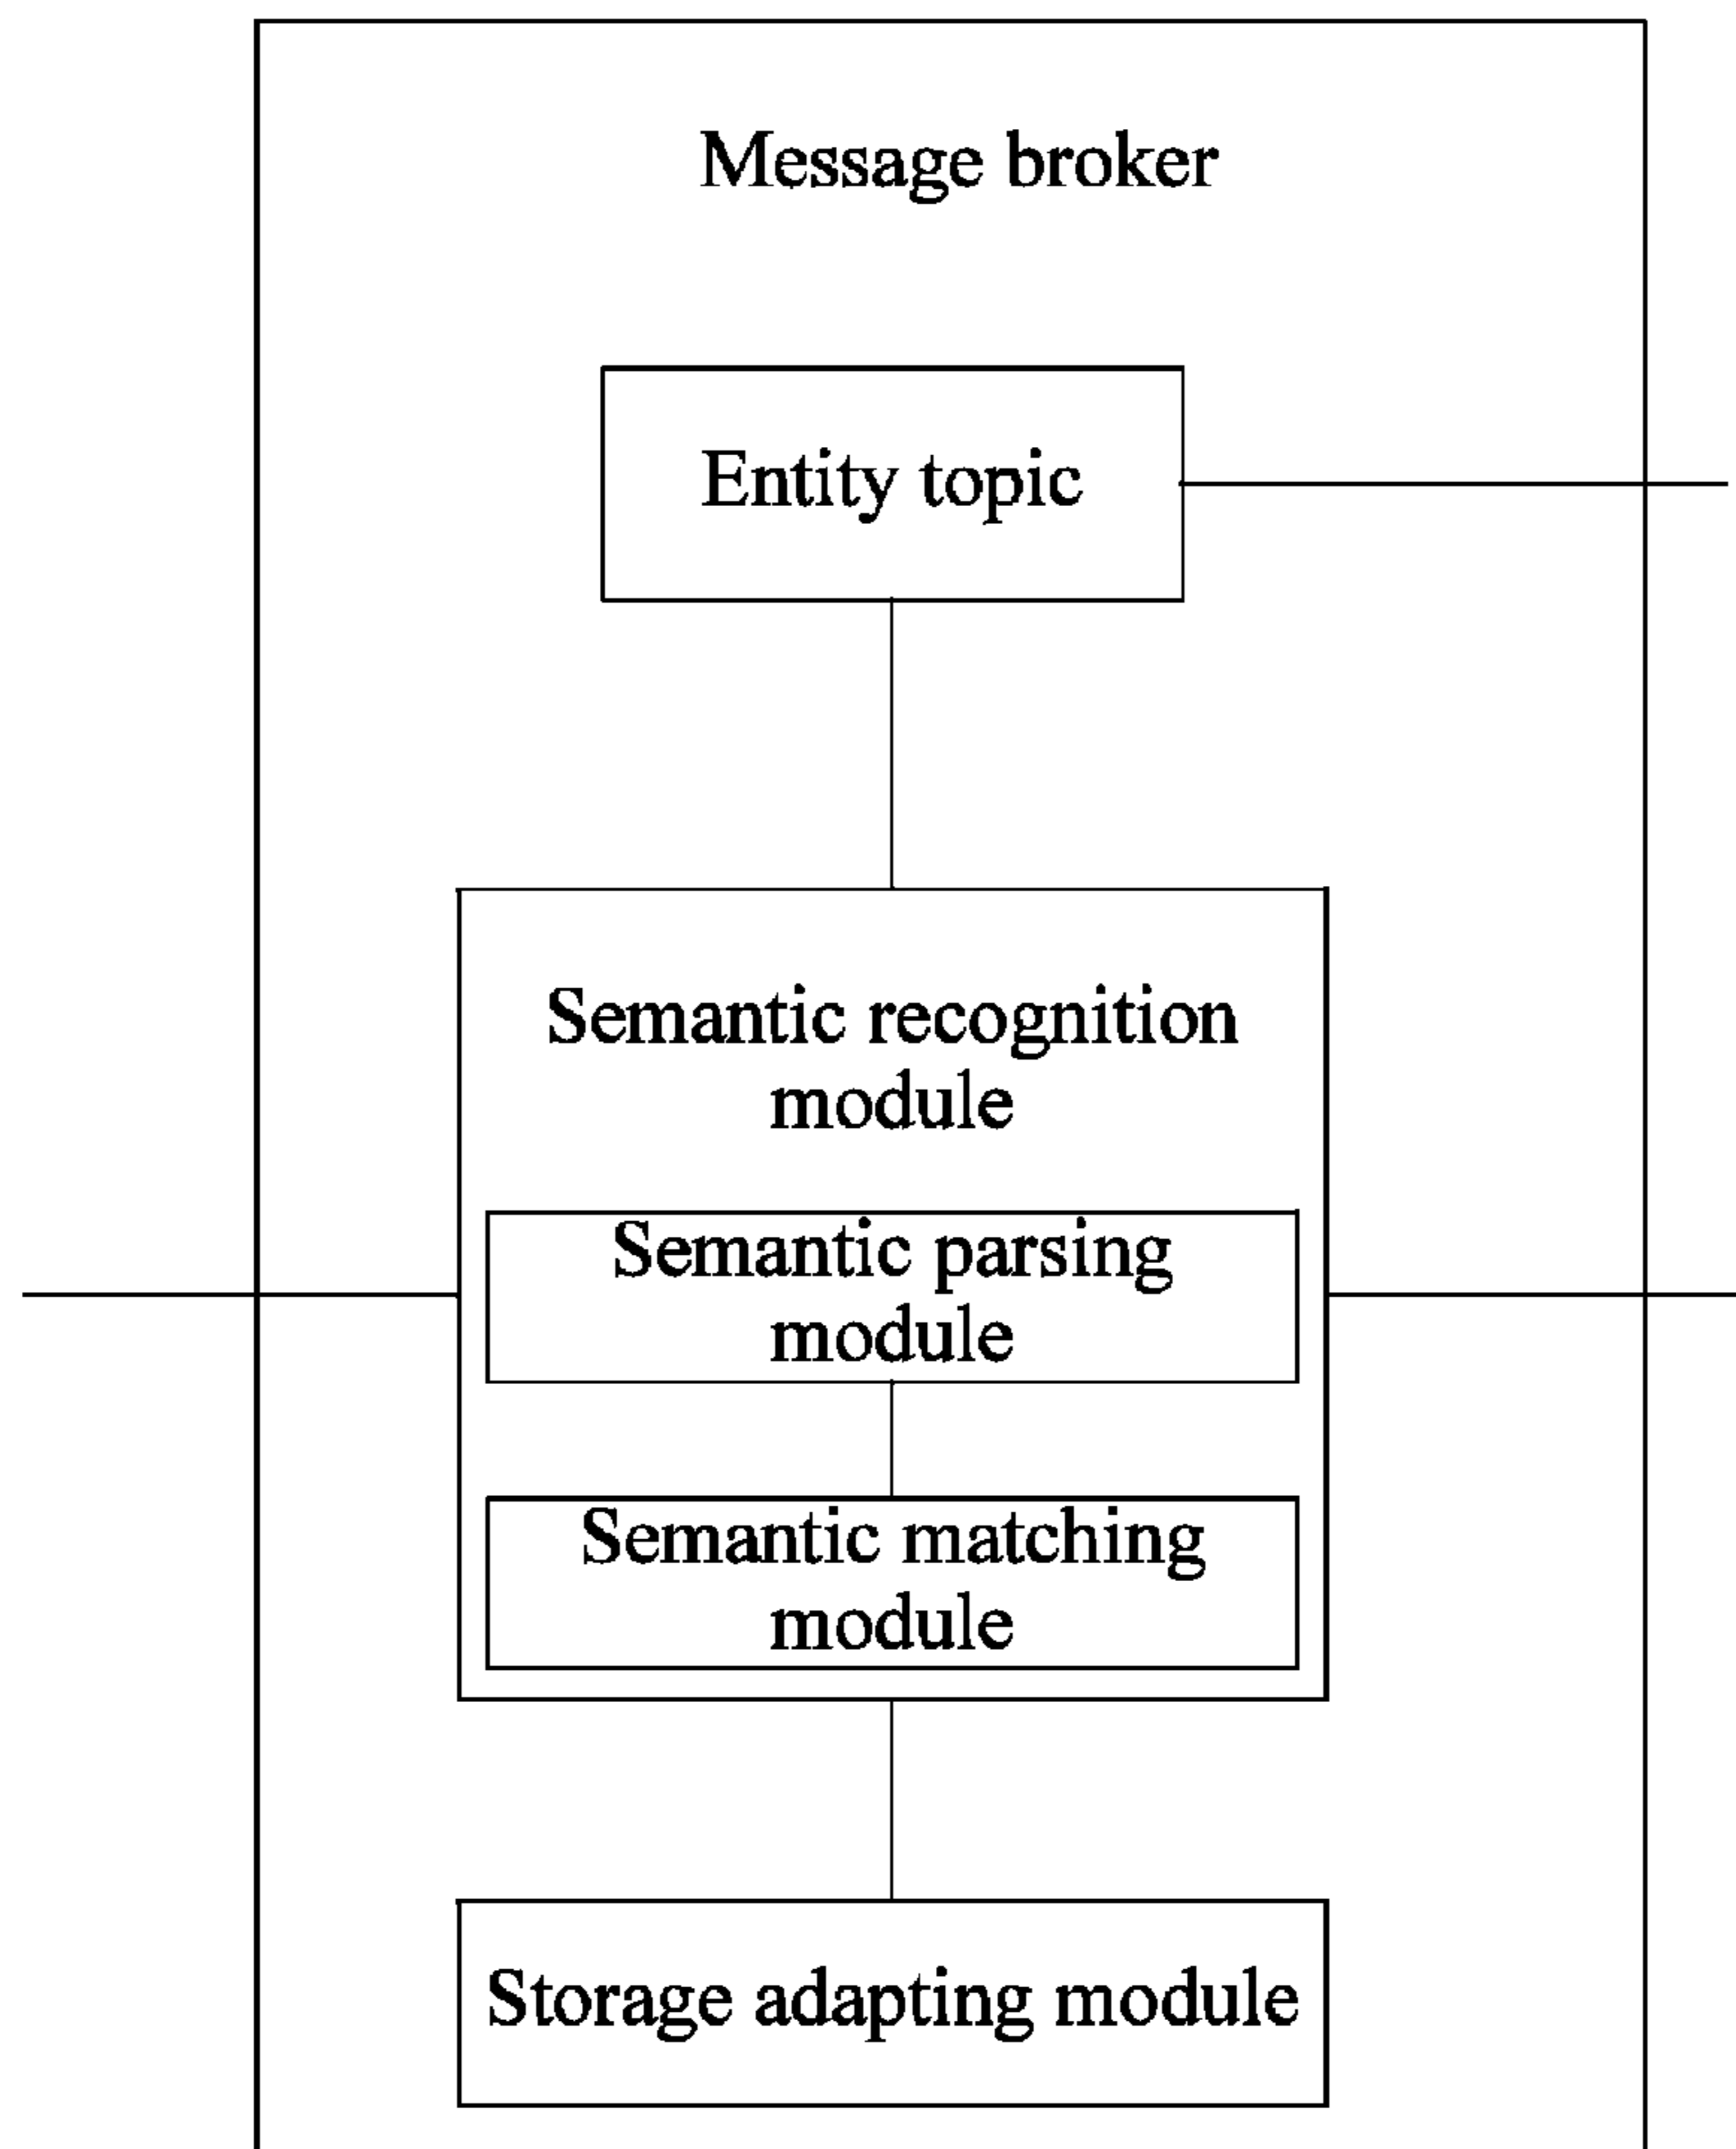 Message broker
Entity topic
Semantic recognition
module
Semantic parsing
module
Semantic matching
module
Storage adapting module